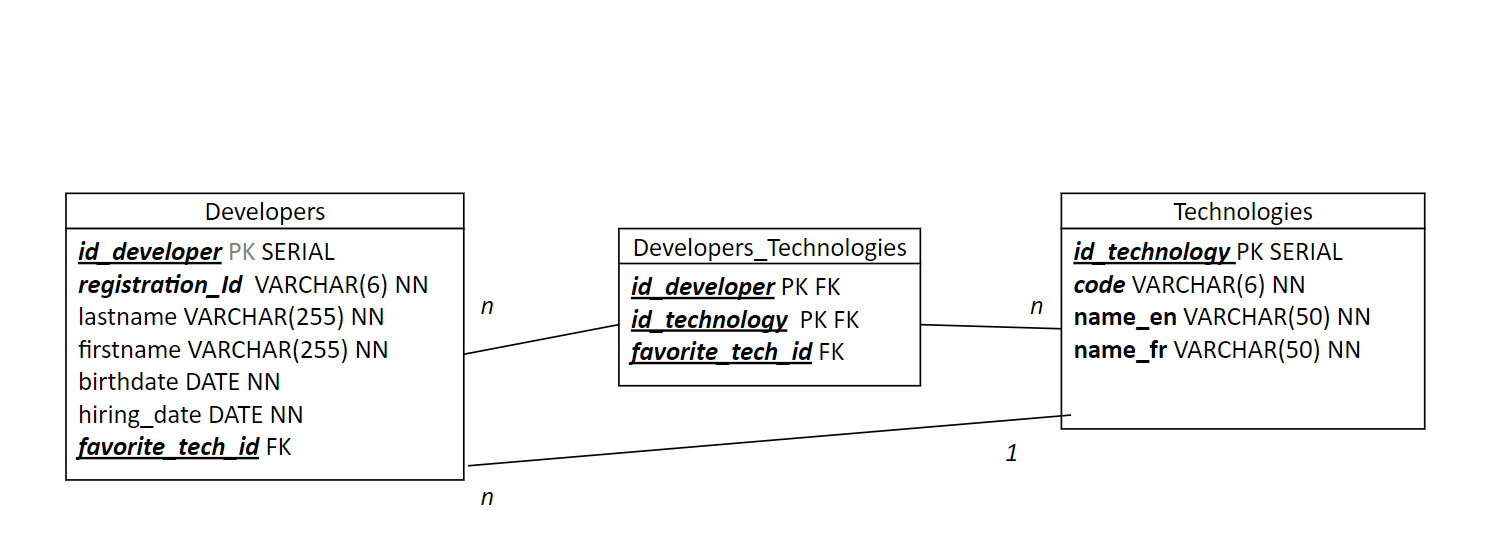 Developers
id_developer PK SERIAL
registration_Id VARCHAR(6) NN
lastname VARCHAR(255) NN
firstname VARCHAR(255) NN
birthdate DATE NN
hiring_date DATE NN
favorite_tech_id FK
n
n
Developers_Technologies
id_developer PK FK
id_technology PK FK
favorite_tech_id FK
n
1
Technologies
id_technology PK SERIAL
code VARCHAR(6) NN
name_en VARCHAR(50) NN
name_fr VARCHAR(50) NN